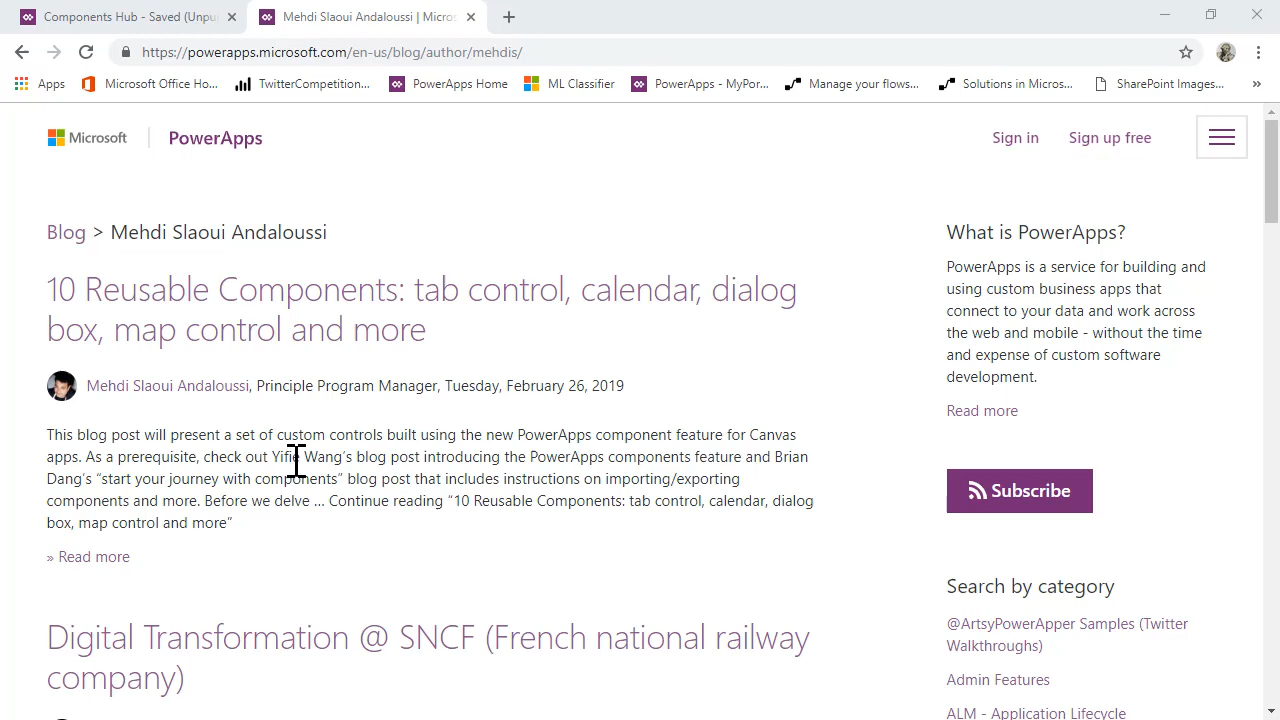 Components Hub - Saved (Unpu
Mehdi Slaoui Andaloussi | Micros
https://powerapps.microsoft.com/en-us/blog/author/mehdis/
Apps
Microsoft Office Ho...
TwitterCompetition...
PowerApps Home
ML Classifier
PowerApps - MyPor...
Manage your flows...
Solutions in Micros...
SharePoint Images...
»
Microsoft
PowerApps
Sign in
Sign up free
Blog > Mehdi Slaoui Andaloussi
10 Reusable Components: tab control, calendar, dialog
box, map control and more
Mehdi Slaoui Andaloussi, Principle Program Manager, Tuesday, February 26, 2019
This blog post will present a set of custom controls built using the new PowerApps component feature for Canvas
apps. As a prerequisite, check out Yifie Wang’s blog post introducing the PowerApps components feature and Brian
Dang’s “start your journey with components” blog post that includes instructions on importing/exporting
components and more. Before we delve … Continue reading “10 Reusable Components: tab control, calendar, dialog
box, map control and more”
» Read more
Digital Transformation @ SNCF (French national railway
company)
What is PowerApps?
PowerApps is a service for building and
using custom business apps that
connect to your data and work across
the web and mobile - without the time
and expense of custom software
development.
Read more
Subscribe
Search by category
@ArtsyPowerApper Samples (Twitter
Walkthroughs)
Admin Features
ALM - Application Lifecycle